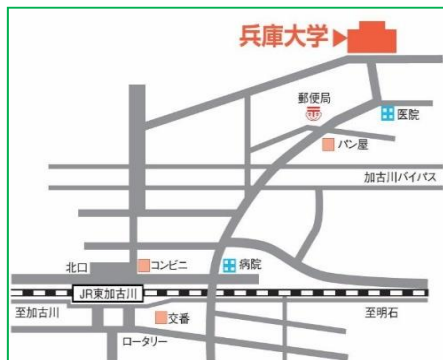 兵庫大学
郵便局
医院
パン屋
加古川バイパス
北口
コンビニ
病院
JR東加古川
至加古川
交番
至明石
ロータリー